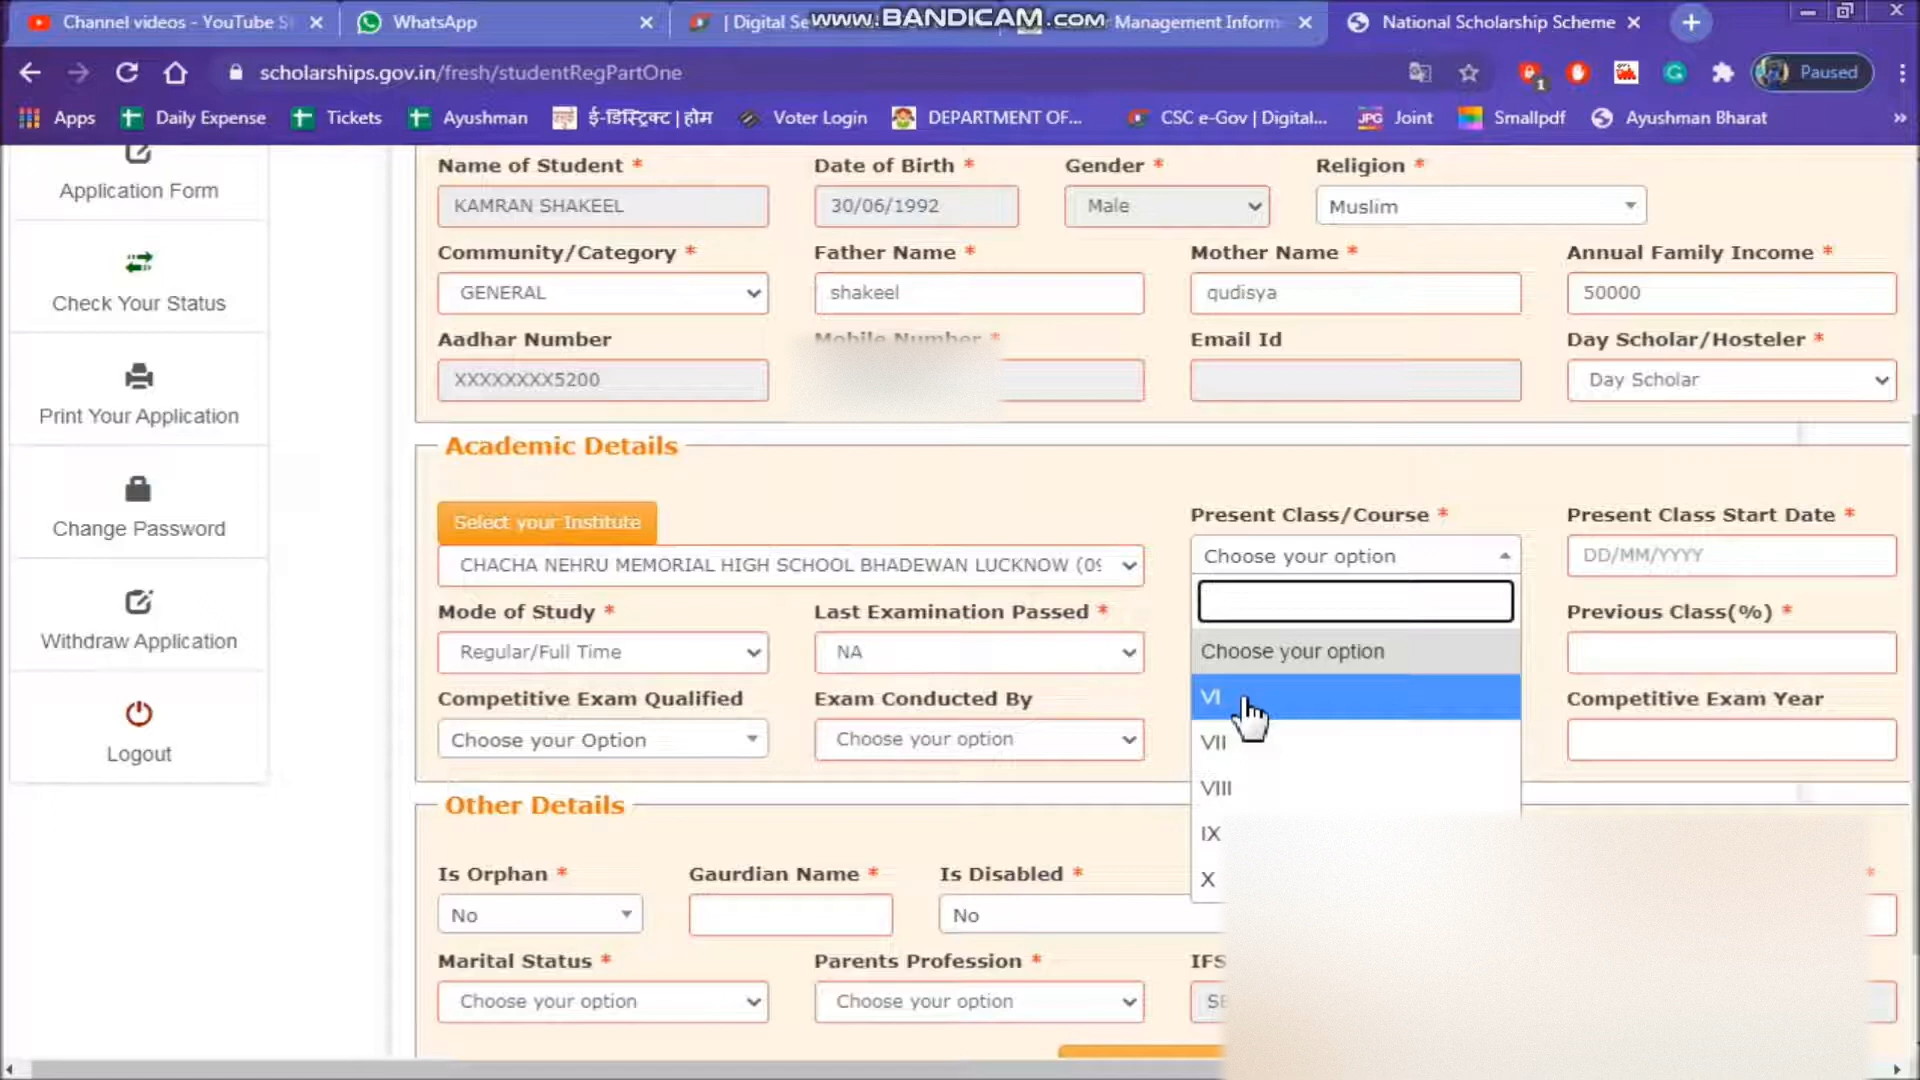 Channel videos - YouTube S
WhatsApp
| Digital Se
www.BANDICAM.com
Management Inform
National Scholarship Scheme
scholarships.gov.in/fresh/studentRegPartOne
1
Paused
Apps
Daily Expense
Tickets
Ayushman
ई-डिस्ट्रिक्ट | होम
Voter Login
DEPARTMENT OF...
CSC e-Gov | Digital...
JPG
Joint
Smallpdf
Ayushman Bharat
»
Application Form
Check Your Status
Print Your Application
Change Password
Withdraw Application
Logout
Name of Student *
Date of Birth *
Gender *
Religion *
KAMRAN SHAKEEL
30/06/1992
Male
Muslim
Community/Category *
Father Name *
Mother Name *
Annual Family Income *
GENERAL
shakeel
qudisya
50000
Aadhar Number
Mobile Number *
Email Id
Day Scholar/Hosteler *
XXXXXXXX5200
Day Scholar
Academic Details
Select your Institute
Present Class/Course *
Present Class Start Date *
CHACHA NEHRU MEMORIAL HIGH SCHOOL BHADEWAN LUCKNOW (09
Choose your option
DD/MM/YYYY
Mode of Study *
Last Examination Passed *
Previous Class(%) *
Regular/Full Time
NA
Choose your option
VI
VII
VIII
IX
X
Competitive Exam Qualified
Exam Conducted By
Competitive Exam Year
Choose your Option
Choose your option
Other Details
Is Orphan *
Gaurdian Name *
Is Disabled *
*
No
No
Marital Status *
Parents Profession *
IFS
Choose your option
Choose your option